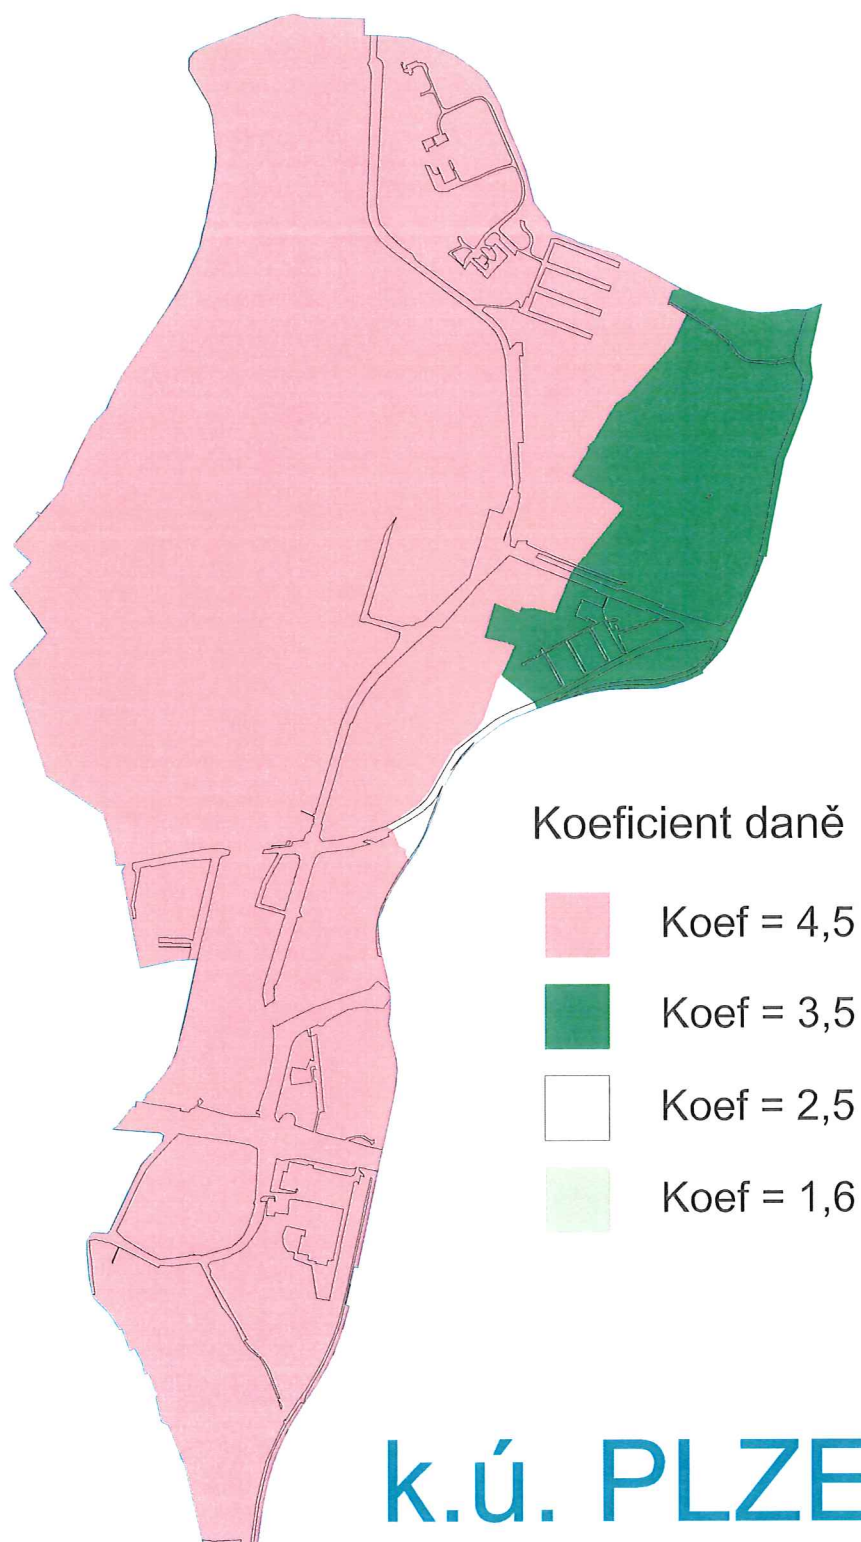 Koeficient daně
Koef = 4,5
Koef = 3,5
Koef = 2,5
Koef = 1,6
k.ú. PLZE